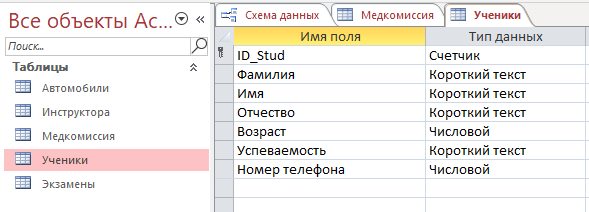 Все объекты Ac...
Поиск...
Таблицы
Автомобили
Инструктора
Медкомиссия
Ученики
Экзамены
Схема данных Медкомиссия Ученики
Имя поля Тип данных
ID_Stud Счетчик
Фамилия Короткий текст
Имя Короткий текст
Отчество Короткий текст
Возраст Числовой
Успеваемость Короткий текст
Номер телефона Числовой